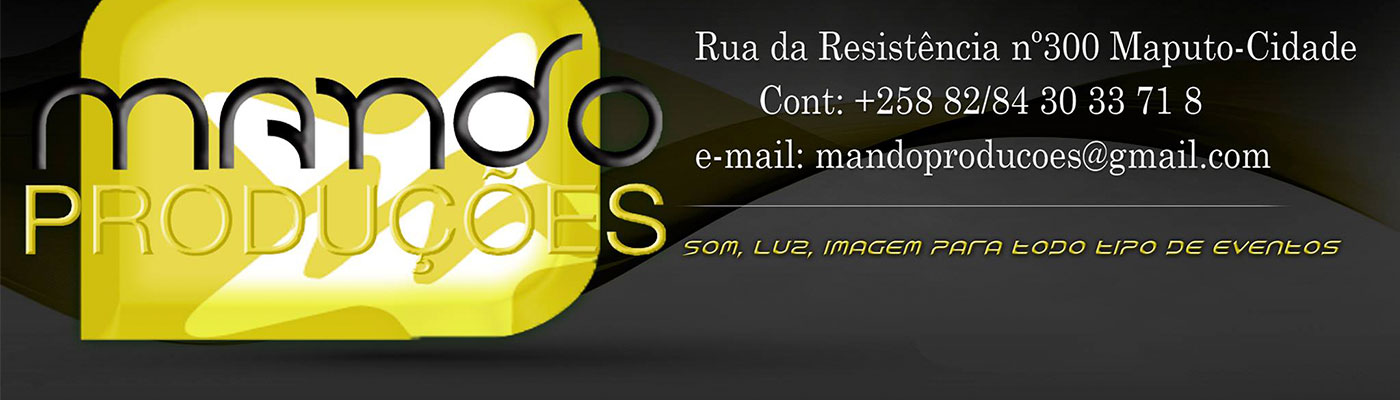 mando
PRODUÇÕES
Rua da Resistência nº300 Maputo-Cidade
Cont: +258 82/84 30 33 71 8
e-mail: mandoproducoes@gmail.com
SOM, LUZ, IMAGEM PARA TODO TIPO DE EVENTOS